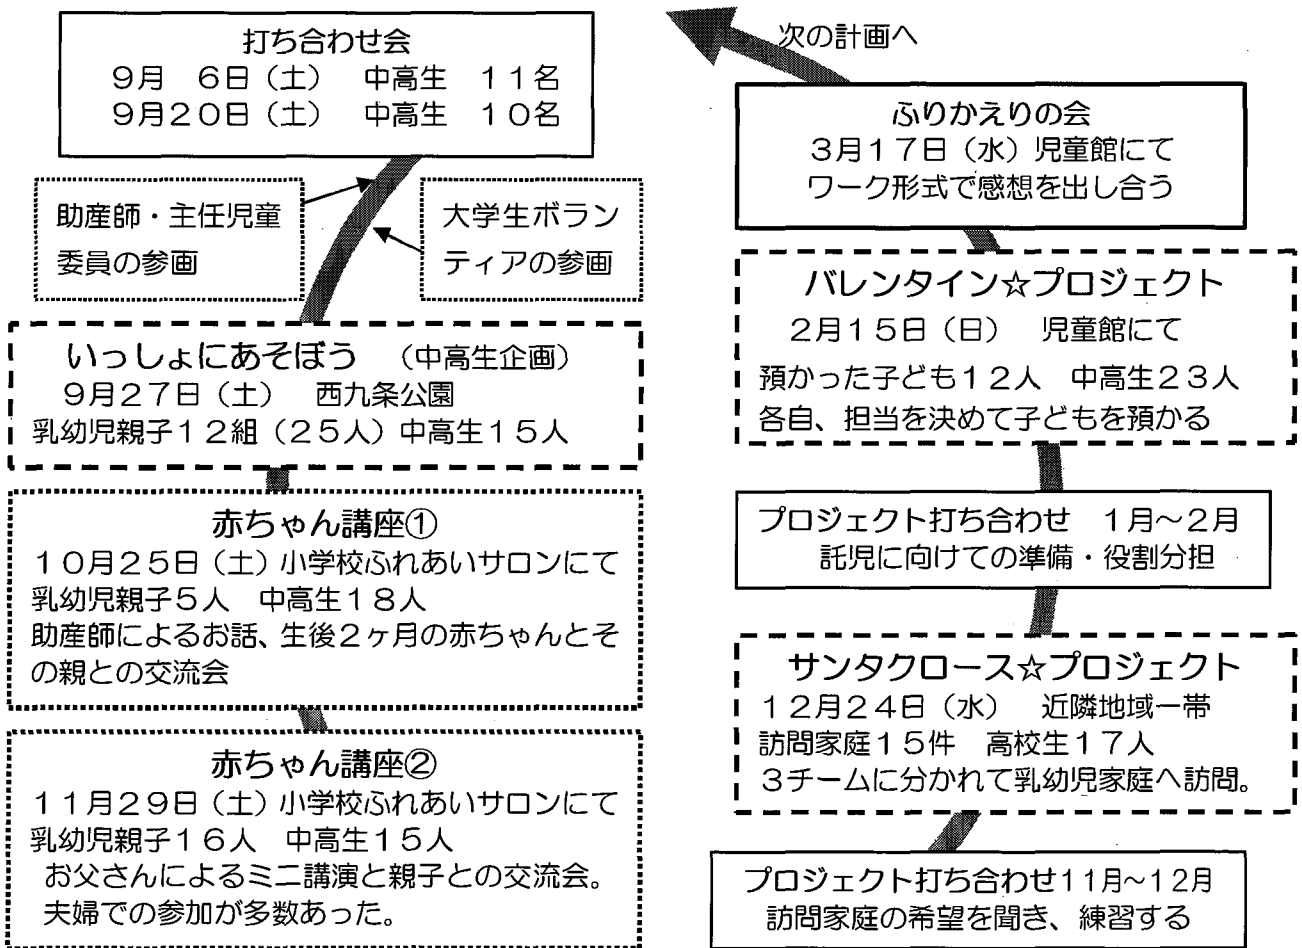 打ち合わせ会
9月 6日(土) 中高生 11名
9月20日(土) 中高生 10名
助産師・主任児童
委員の参画
大学生ボラン
ティアの参画
いっしょにあそぼう (中高生企画)
9月27日(土) 西九条公園
乳幼児親子12組(25人)中高生15人
赤ちゃん講座①
10月25日(土)小学校ふれあいサロンにて
乳幼児親子5人 中高生18人
助産師によるお話、生後2ヶ月の赤ちゃんとそ
の親との交流会
赤ちゃん講座②
11月29日(土)小学校ふれあいサロンにて
乳幼児親子16人 中高生15人
お父さんによるミニ講演と親子との交流会。
夫婦での参加が多数あった。
次の計画へ
ふりかえりの会
3月17日(水)児童館にて
ワーク形式で感想を出し合う
バレンタイン☆プロジェクト
2月15日(日) 児童館にて
預かった子ども12人 中高生23人
各自、担当を決めて子どもを預かる
プロジェクト打ち合わせ 1月~2月
託児に向けての準備・役割分担
サンタクロース☆プロジェクト
12月24日(水) 近隣地域一帯
訪問家庭15件 高校生17人
3チームに分かれて乳幼児家庭へ訪問。
プロジェクト打ち合わせ11月~12月
訪問家庭の希望を聞き、練習する